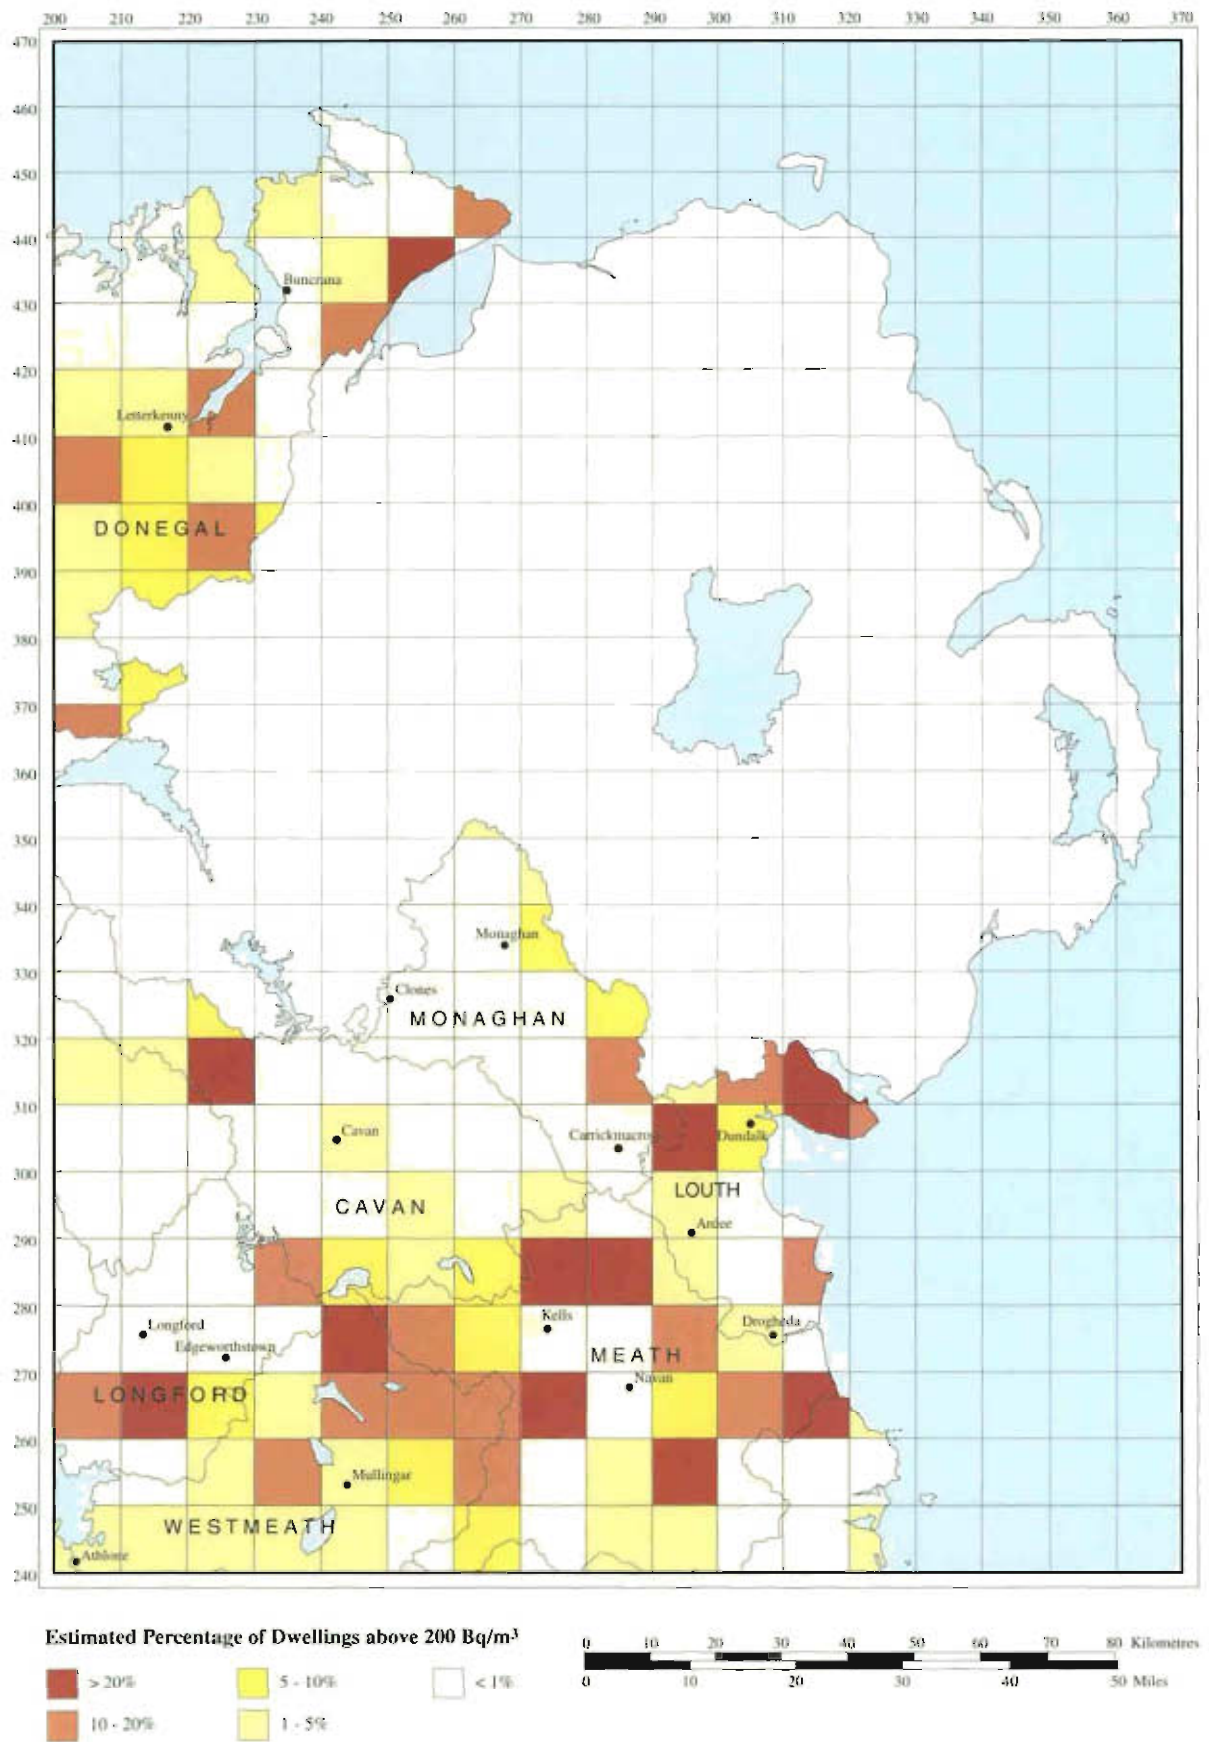 200 210 220 230 240 250 260 270 280 290 300 310 320 330 340 350 360 370
470
460
450
440
Buncrana
430
420
Letterkenny
410
400
DONEGAL
390
380
370
360
350
340
Monaghan
330
Clones
MONAGHAN
320
310
Cavan
Carrickmacross
Dundalk
300
LOUTH
CAVAN
Ardee
290
280
Kells
Longford
Drogheda
Edgeworthstown
MEATH
270
Navan
LONGFORD
260
Mullingar
250
WESTMEATH
Athlone
240
Estimated Percentage of Dwellings above 200 Bq/m³
0 10 20 30 40 50 60 70 80 Kilometres
> 20% 5 - 10% < 1%
0 10 20 30 40 50 Miles
10 - 20% 1 - 5%